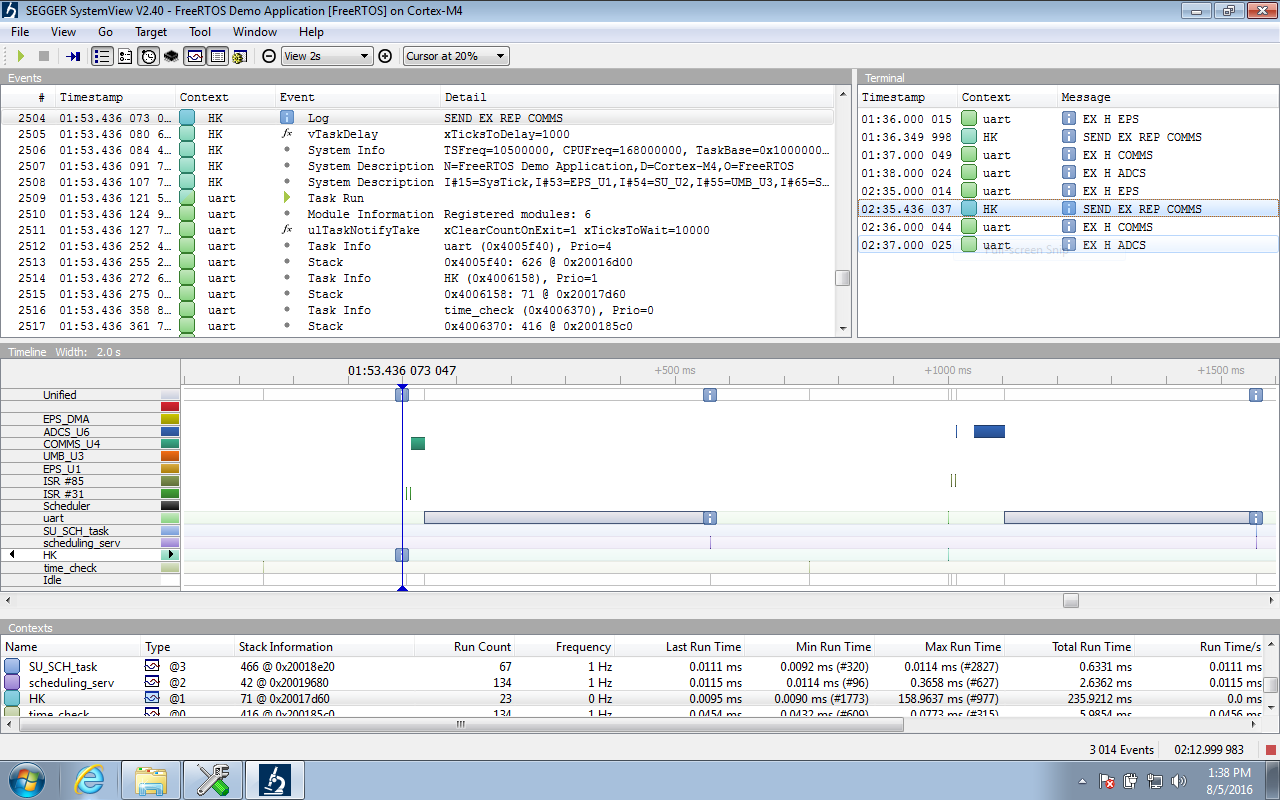 SEGGER SystemView V2.40 - FreeRTOS Demo Application [FreeRTOS] on Cortex-M4
File View Go Target Tool Window Help
View 2s Cursor at 20%
Events
# Timestamp Context Event Detail
2504 01:53.436 073 0... HK Log SEND EX REP COMMS
2505 01:53.436 080 6... HK fx vTaskDelay xTicksToDelay=1000
2506 01:53.436 084 4... HK System Info TSFreq=10500000, CPUFreq=168000000, TaskBase=0x1000000...
2507 01:53.436 091 7... HK System Description N=FreeRTOS Demo Application,D=Cortex-M4,O=FreeRTOS
2508 01:53.436 107 7... HK System Description I#15=SysTick,I#53=EPS_U1,I#54=SU_U2,I#55=UMB_U3,I#65=S...
2509 01:53.436 121 5... uart Task Run
2510 01:53.436 124 9... uart Module Information Registered modules: 6
2511 01:53.436 127 7... uart fx ulTaskNotifyTake xClearCountOnExit=1 xTicksToWait=10000
2512 01:53.436 252 4... uart Task Info uart (0x4005f40), Prio=4
2513 01:53.436 255 2... uart Stack 0x4005f40: 626 @ 0x20016d00
2514 01:53.436 272 6... uart Task Info HK (0x4006158), Prio=1
2515 01:53.436 275 0... uart Stack 0x4006158: 71 @ 0x20017d60
2516 01:53.436 358 8... uart Task Info time_check (0x4006370), Prio=0
2517 01:53.436 361 7... uart Stack 0x4006370: 416 @ 0x200185c0
Terminal
Timestamp Context Message
01:36.000 015 uart EX H EPS
01:36.349 998 HK SEND EX REP COMMS
01:37.000 049 uart EX H COMMS
01:38.000 024 uart EX H ADCS
02:35.000 014 uart EX H EPS
02:35.436 037 HK SEND EX REP COMMS
02:36.000 044 uart EX H COMMS
02:37.000 025 uart EX H ADCS
Full-screen Snip
Timeline Width: 2.0 s
01:53.436 073 047 +500 ms +1000 ms +1500 ms
Unified
EPS_DMA
ADCS_U6
COMMS_U4
UMB_U3
EPS_U1
ISR #85
ISR #31
Scheduler
uart
SU_SCH_task
scheduling_serv
HK
time_check
Idle
Contexts
Name Type Stack Information Run Count Frequency Last Run Time Min Run Time Max Run Time Total Run Time Run Time/s
SU_SCH_task @3 466 @ 0x20018e20 67 1 Hz 0.0111 ms 0.0092 ms (#320) 0.0114 ms (#2827) 0.6331 ms 0.0111 ms
scheduling_serv @2 42 @ 0x20019680 134 1 Hz 0.0115 ms 0.0114 ms (#96) 0.3658 ms (#627) 2.6362 ms 0.0115 ms
HK @1 71 @ 0x20017d60 23 0 Hz 0.0095 ms 0.0090 ms (#1773) 158.9637 ms (#977) 235.9212 ms 0.0 ms
time_check @0 416 @ 0x200185c0 134 1 Hz 0.0454 ms 0.0432 ms (#609) 0.0773 ms (#315) 5.9854 ms 0.0456 ms
3 014 Events 02:12.999 983
1:38 PM
8/5/2016